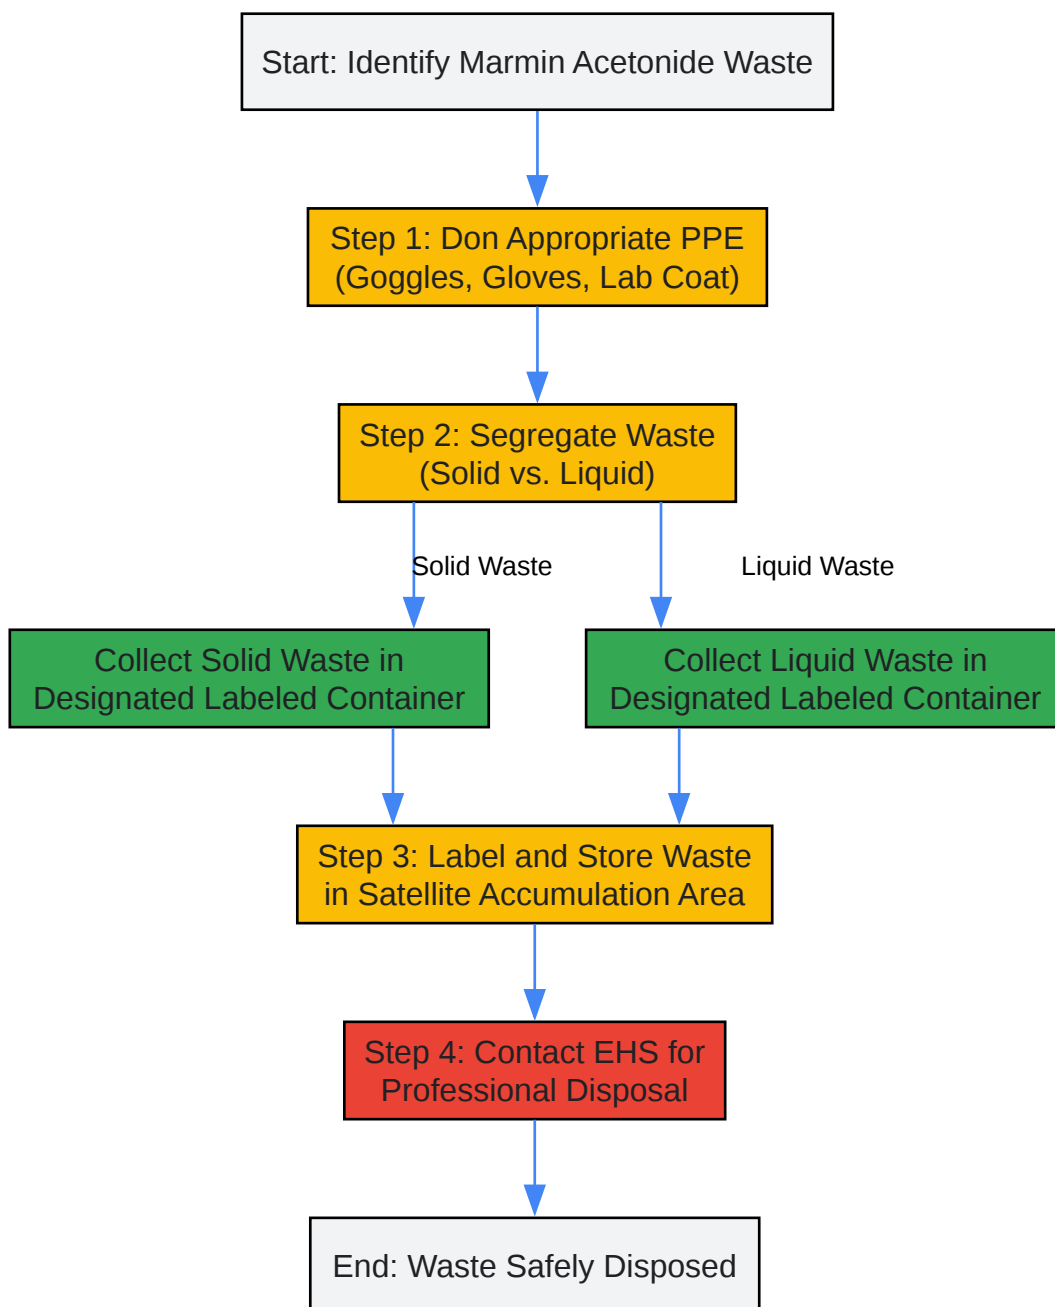 Start: Identify Marmin Acetonide Waste
Step 1: Don Appropriate PPE
(Goggles, Gloves, Lab Coat)
Step 2: Segregate Waste
(Solid vs. Liquid)
Solid Waste
Liquid Waste
Collect Solid Waste in
Designated Labeled Container
Collect Liquid Waste in
Designated Labeled Container
Step 3: Label and Store Waste
in Satellite Accumulation Area
Step 4: Contact EHS for
Professional Disposal
End: Waste Safely Disposed